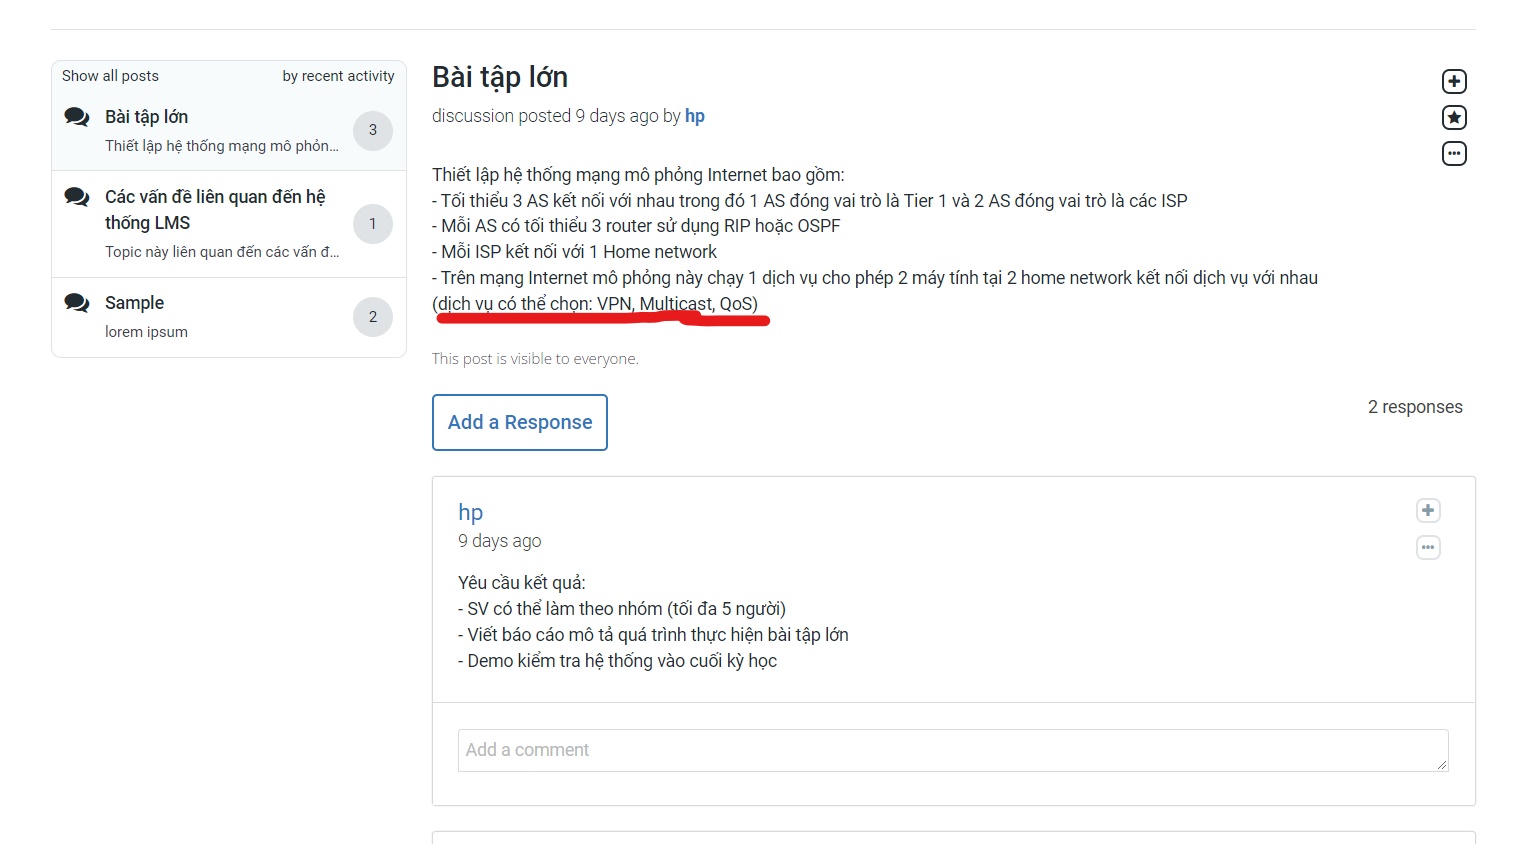 Show all posts
by recent activity
Bài tập lớn
3
Thiết lập hệ thống mạng mô phỏn...
Các vấn đề liên quan đến hệ
thống LMS
1
Topic này liên quan đến các vấn đ...
Sample
2
lorem ipsum
Bài tập lớn
discussion posted 9 days ago by hp
Thiết lập hệ thống mạng mô phỏng Internet bao gồm:
- Tối thiểu 3 AS kết nối với nhau trong đó 1 AS đóng vai trò là Tier 1 và 2 AS đóng vai trò là các ISP
- Mỗi AS có tối thiểu 3 router sử dụng RIP hoặc OSPF
- Mỗi ISP kết nối với 1 Home network
- Trên mạng Internet mô phỏng này chạy 1 dịch vụ cho phép 2 máy tính tại 2 home network kết nối dịch vụ với nhau
(dịch vụ có thể chọn: VPN, Multicast, QoS)
This post is visible to everyone.
Add a Response
2 responses
hp
9 days ago
Yêu cầu kết quả:
- SV có thể làm theo nhóm (tối đa 5 người)
- Viết báo cáo mô tả quá trình thực hiện bài tập lớn
- Demo kiểm tra hệ thống vào cuối kỳ học
Add a comment